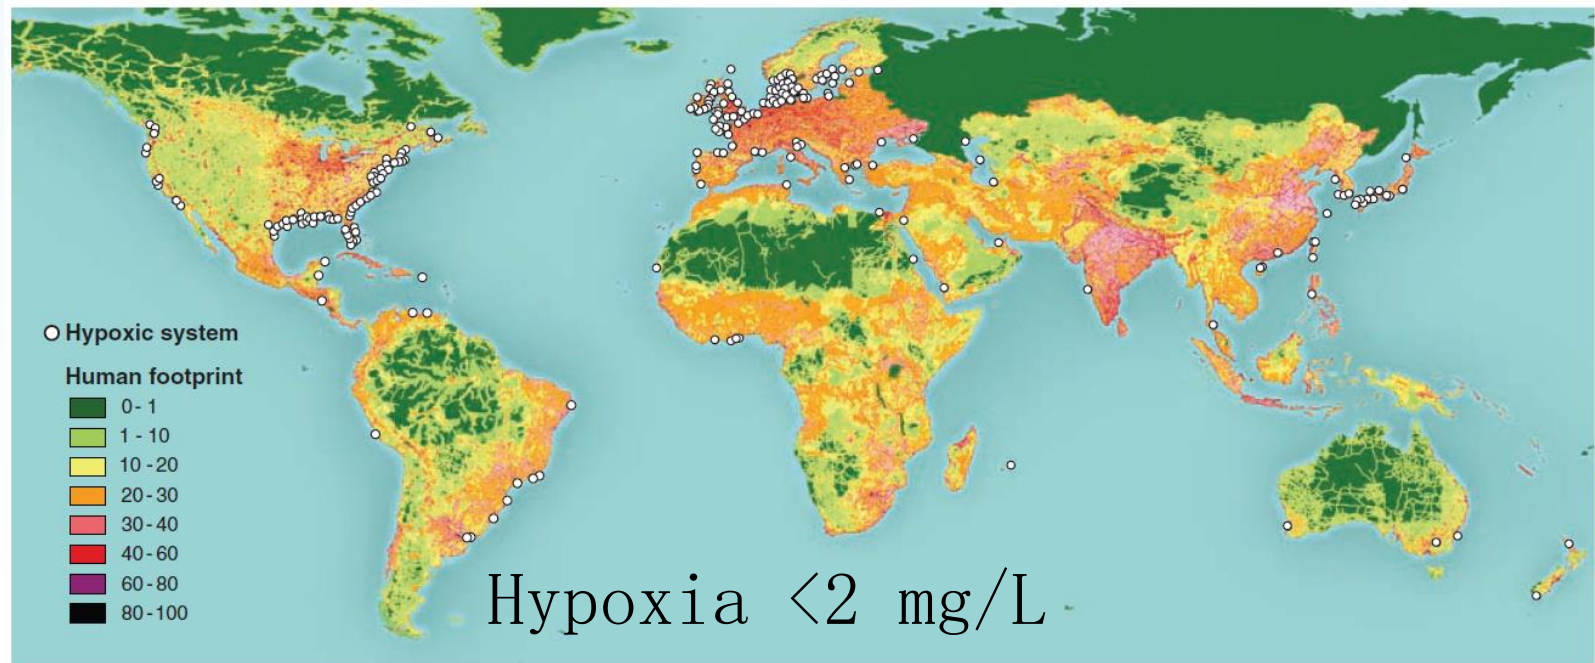 Hypoxic system
Human footprint
0 - 1
1 - 10
10 - 20
20 - 30
30 - 40
40 - 60
60 - 80
80 - 100
Hypoxia <2 mg/L